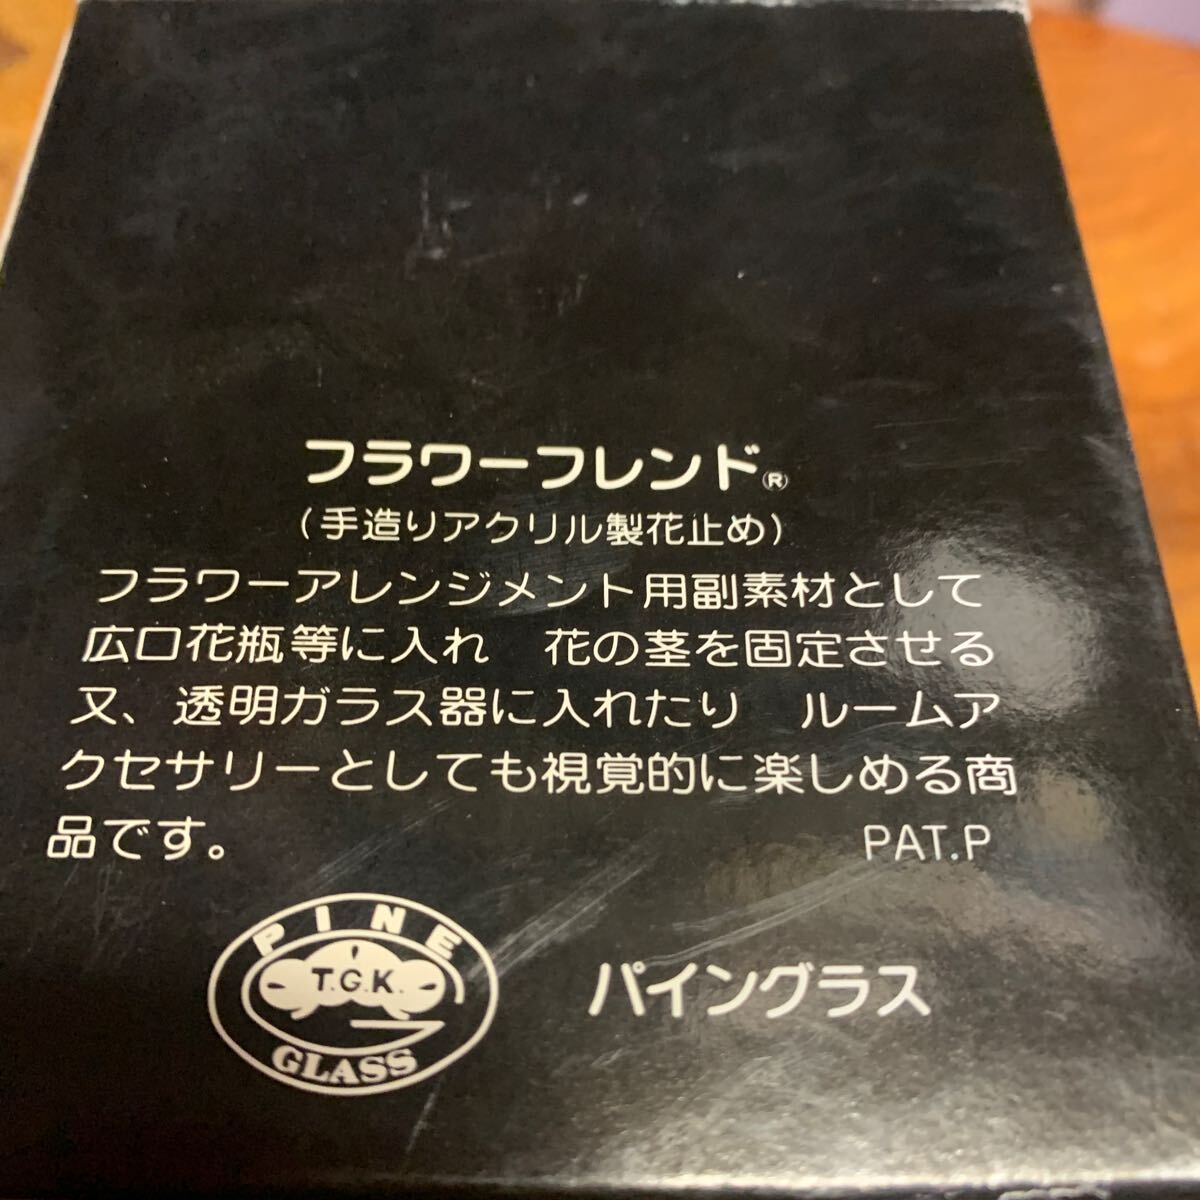 フラワーフレンド®
（手造りアクリル製花止め）
フラワーアレンジメント用副素材として
広口花瓶等に入れ　花の茎を固定させる
又、透明ガラス器に入れたり　ルームア
クセサリーとしても視覚的に楽しめる商
品です。　PAT.P
PINE
T.G.K.
GLASS
パイングラス